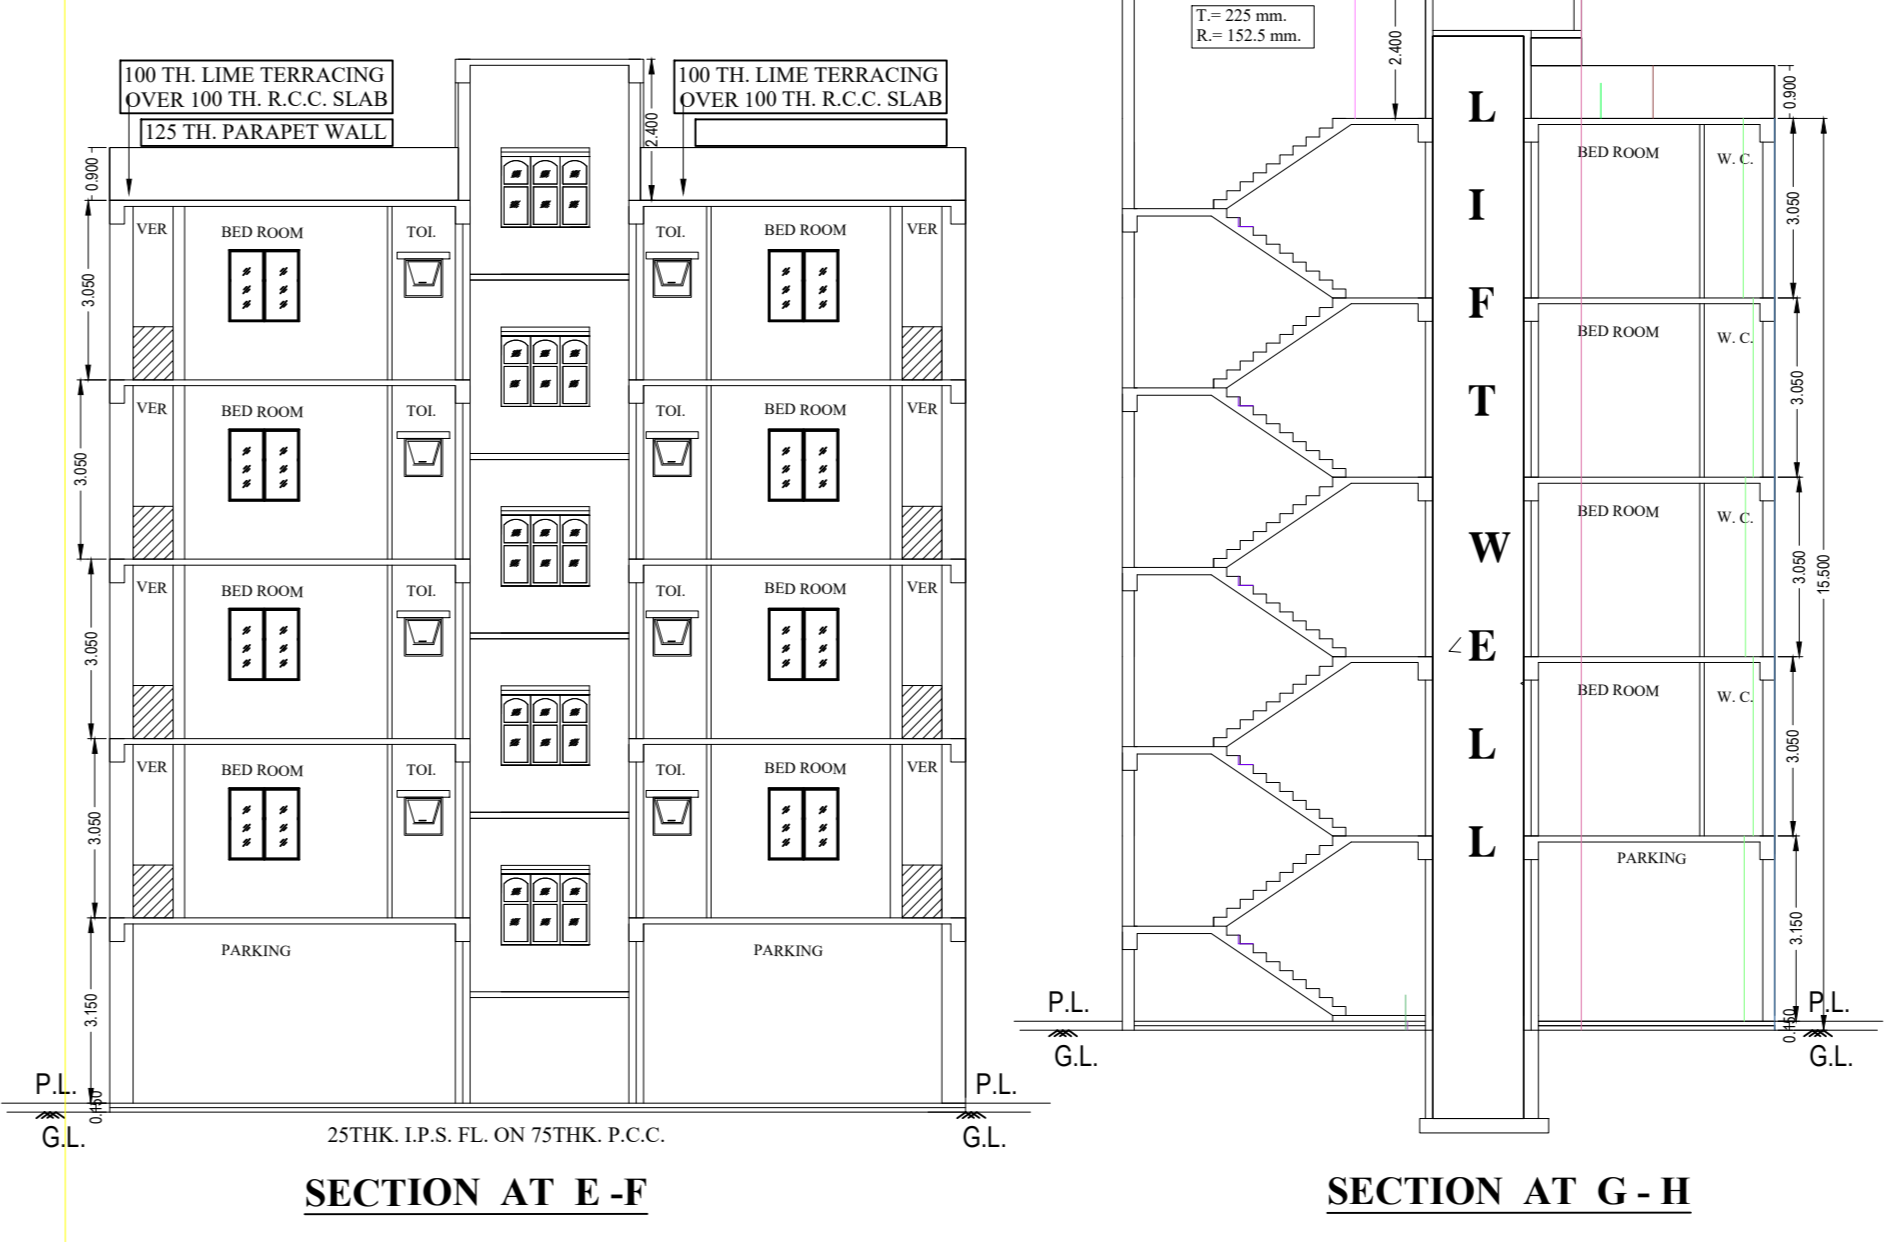 100 TH. LIME TERRACING
OVER 100 TH. R.C.C. SLAB
125 TH. PARAPET WALL
100 TH. LIME TERRACING
OVER 100 TH. R.C.C. SLAB
2.400
0.900
VER BED ROOM TOI. TOI. BED ROOM VER
3.050
VER BED ROOM TOI. TOI. BED ROOM VER
3.050
VER BED ROOM TOI. TOI. BED ROOM VER
3.050
VER BED ROOM TOI. TOI. BED ROOM VER
3.050
PARKING PARKING
3.150
P.L. P.L.
0.150
G.L. G.L.
25THK. I.P.S. FL. ON 75THK. P.C.C.
SECTION AT E -F
T.= 225 mm.
R.= 152.5 mm.
2.400
0.900
L
I
F
T
W
E
L
L
BED ROOM W. C.
3.050
BED ROOM W. C.
3.050
BED ROOM W. C.
3.050
15.500
BED ROOM W. C.
3.050
PARKING
3.150
P.L. P.L.
0.150
G.L. G.L.
SECTION AT G - H